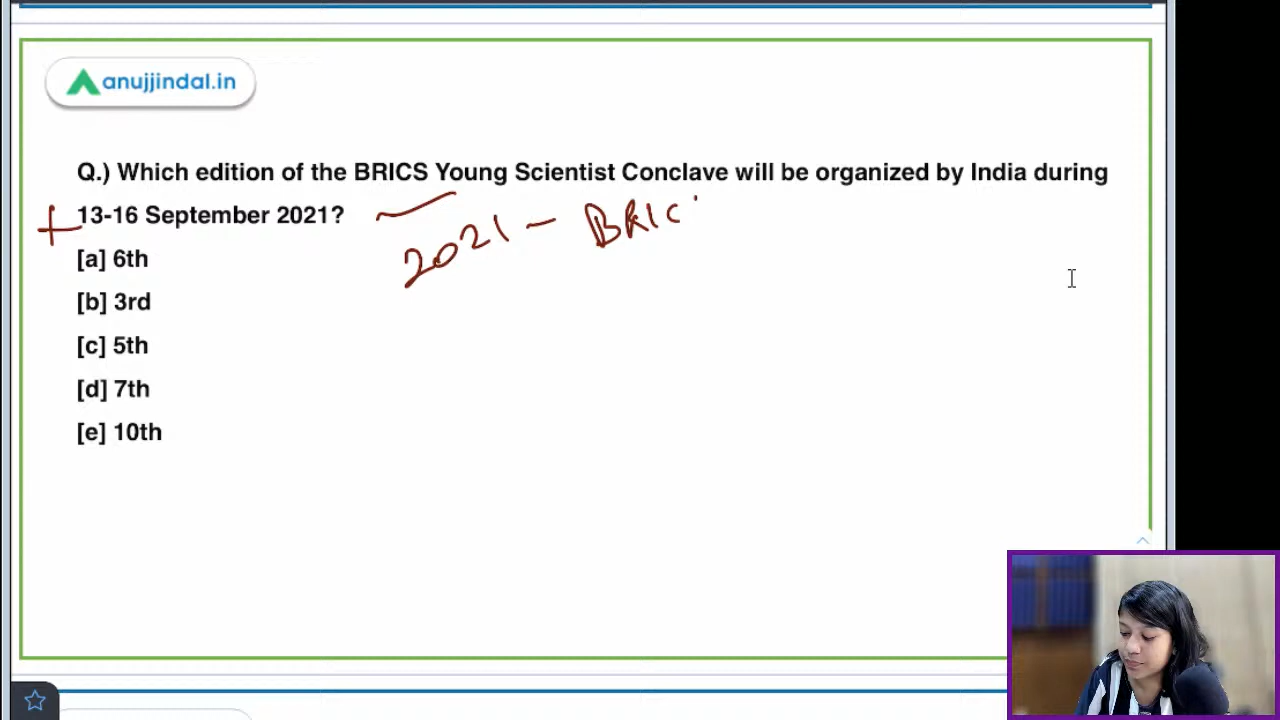 anujjindal.in
Q.) Which edition of the BRICS Young Scientist Conclave will be organized by India during
13-16 September 2021?
2021 - BRIC
[a] 6th
[b] 3rd
[c] 5th
[d] 7th
[e] 10th